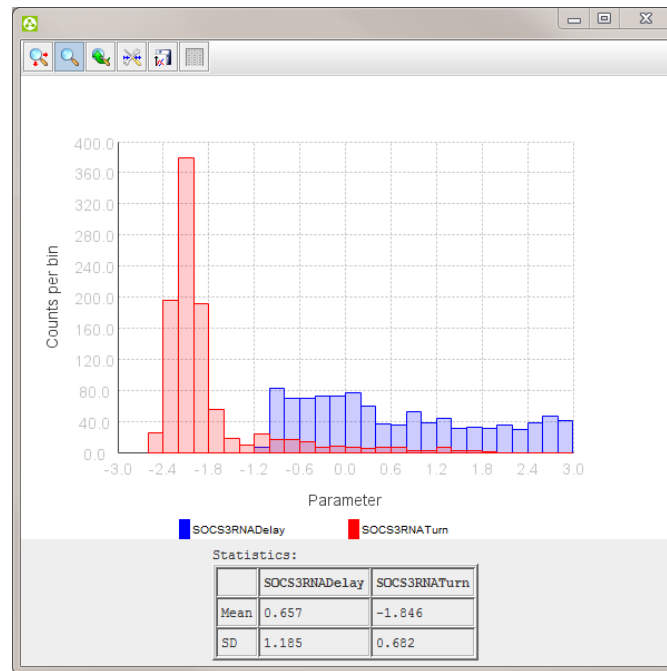 400.0
360.0
320.0
280.0
240.0
200.0
160.0
120.0
80.0
40.0
0.0
Counts per bin
-3.0 -2.4 -1.8 -1.2 -0.6 0.0 0.6 1.2 1.8 2.4 3.0
Parameter
SOCS3RNADelay SOCS3RNATurn
Statistics:
SOCS3RNADelay SOCS3RNATurn
Mean 0.657 -1.846
SD 1.185 0.682